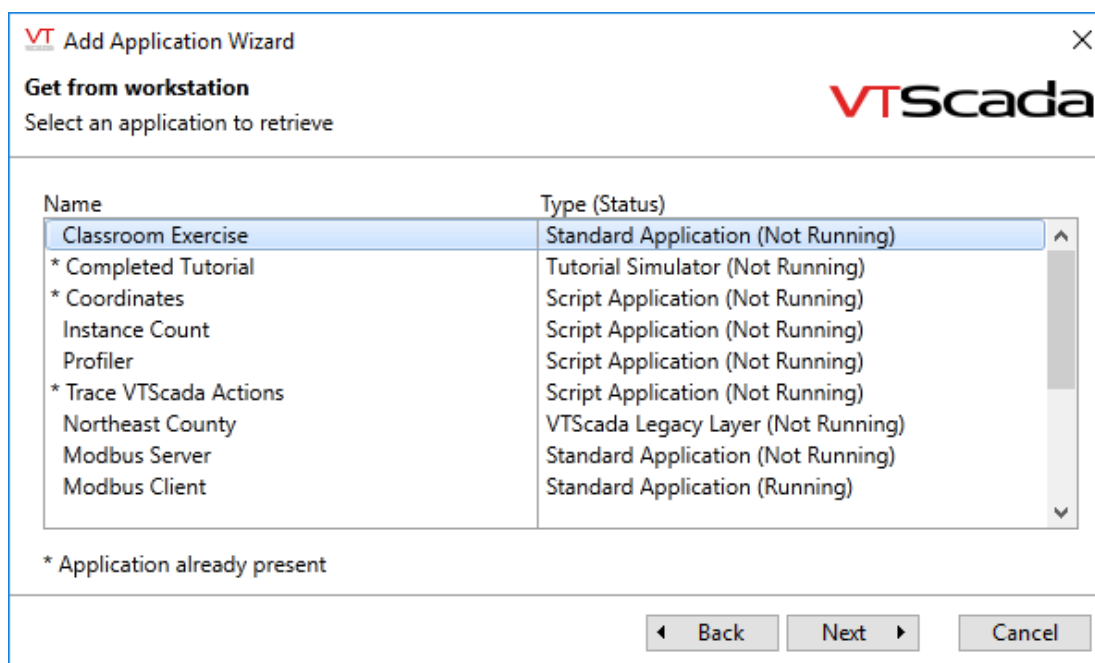 VT Add Application Wizard
Get from workstation
VTScada
Select an application to retrieve
Name Type (Status)
Classroom Exercise Standard Application (Not Running)
* Completed Tutorial Tutorial Simulator (Not Running)
* Coordinates Script Application (Not Running)
Instance Count Script Application (Not Running)
Profiler Script Application (Not Running)
* Trace VTScada Actions Script Application (Not Running)
Northeast County VTScada Legacy Layer (Not Running)
Modbus Server Standard Application (Not Running)
Modbus Client Standard Application (Running)
* Application already present
Back Next Cancel